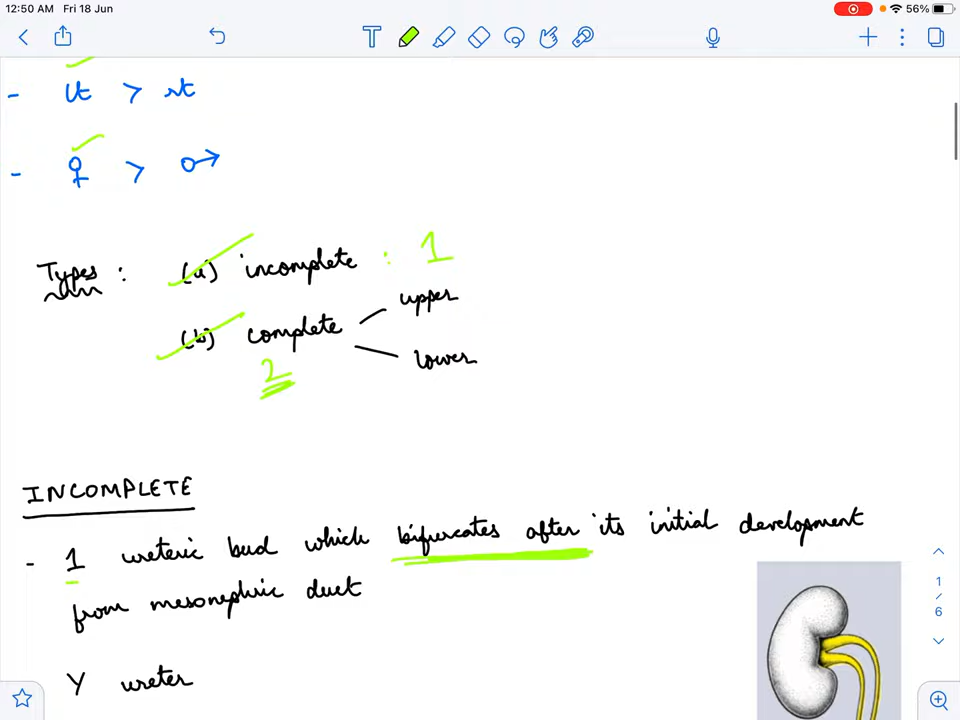 12:50 AM Fri 18 Jun
56%
T
- lt > rt
- ♀ > ♂
Types : (a) incomplete : 1
upper
(b) complete
lower
2
INCOMPLETE
- 1 ureteric bud which bifurcates after its initial development
from mesonephric duct
1
/
6
Y ureter